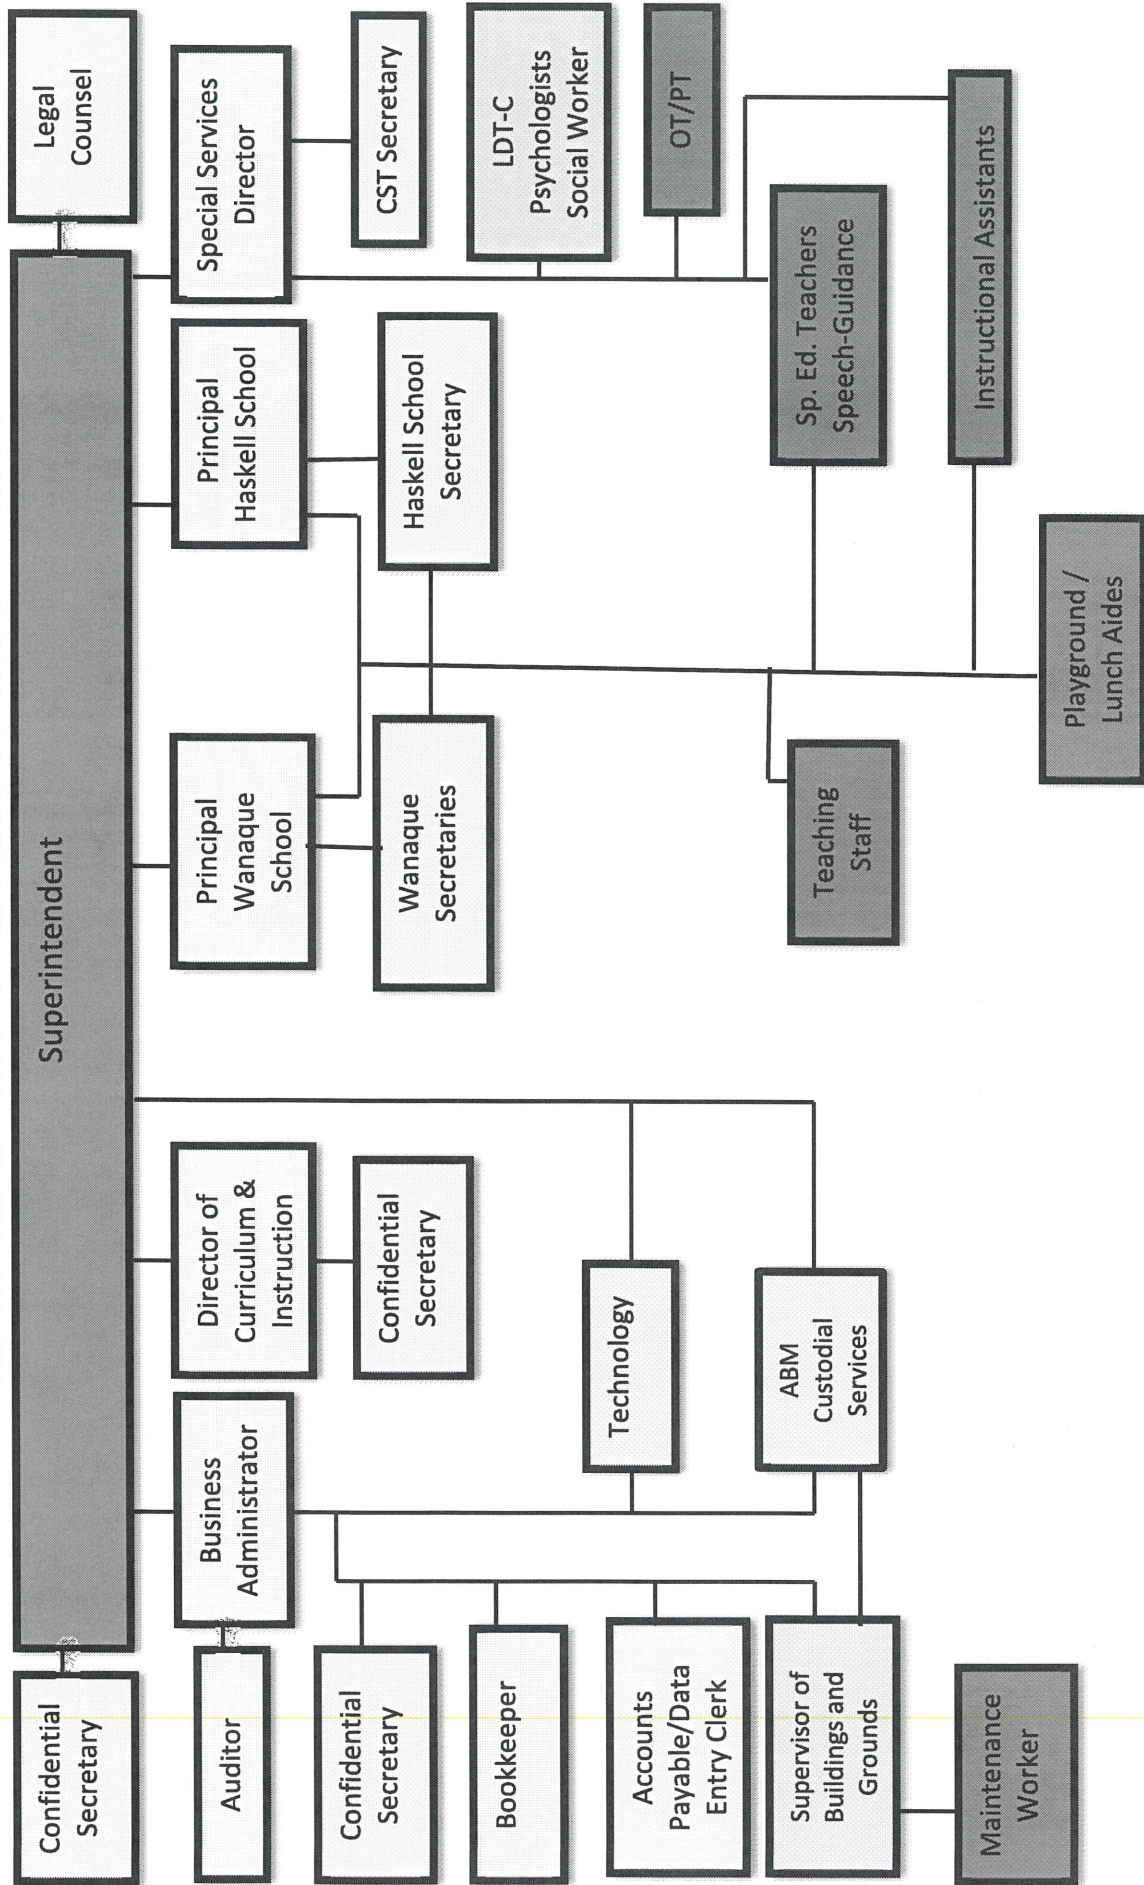 Superintendent
Confidential
Secretary
Legal
Counsel
Auditor
Business
Administrator
Director of
Curriculum &
Instruction
Principal
Wanaque
School
Principal
Haskell School
Special Services
Director
Confidential
Secretary
Confidential
Secretary
Wanaque
Secretaries
Haskell School
Secretary
CST Secretary
Bookkeeper
LDT-C
Psychologists
Social Worker
Accounts
Payable/Data
Entry Clerk
Technology
OT/PT
Supervisor of
Buildings and
Grounds
ABM
Custodial
Services
Teaching
Staff
Sp. Ed. Teachers
Speech-Guidance
Maintenance
Worker
Instructional Assistants
Playground /
Lunch Aides